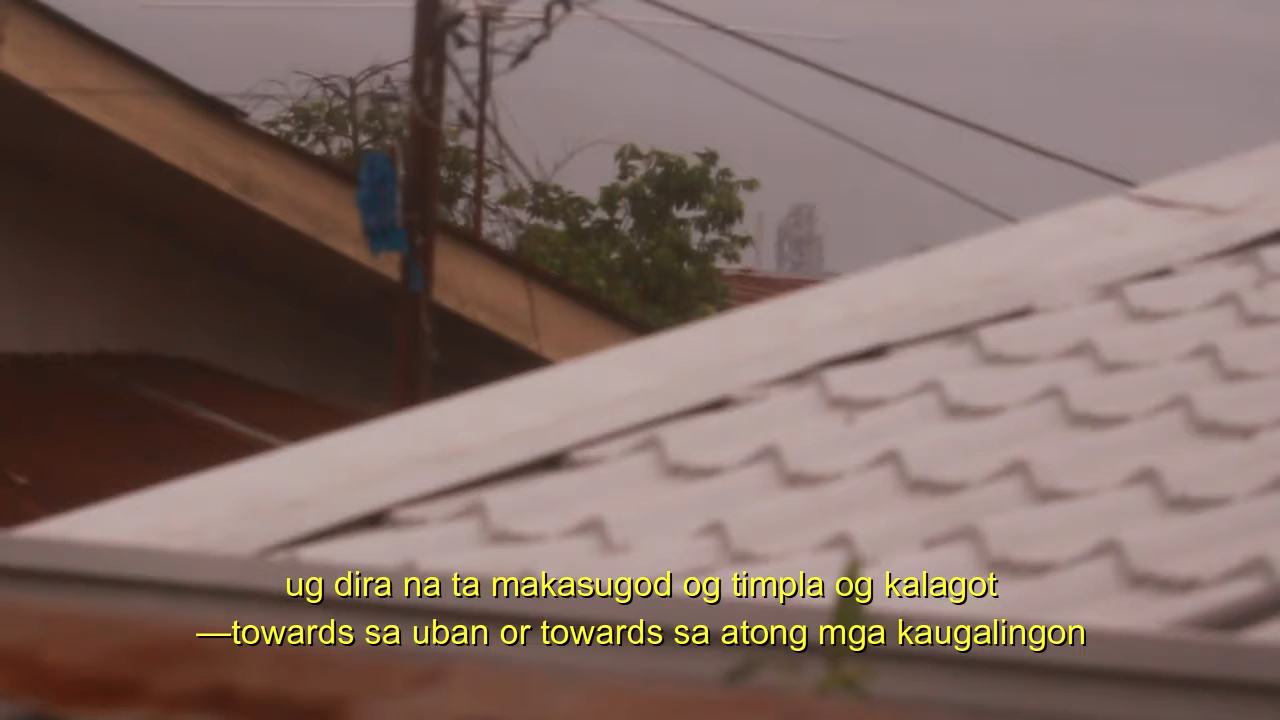 ug dira na ta makasugod og timpla og kalagot
—towards sa uban or towards sa atong mga kaugalingon